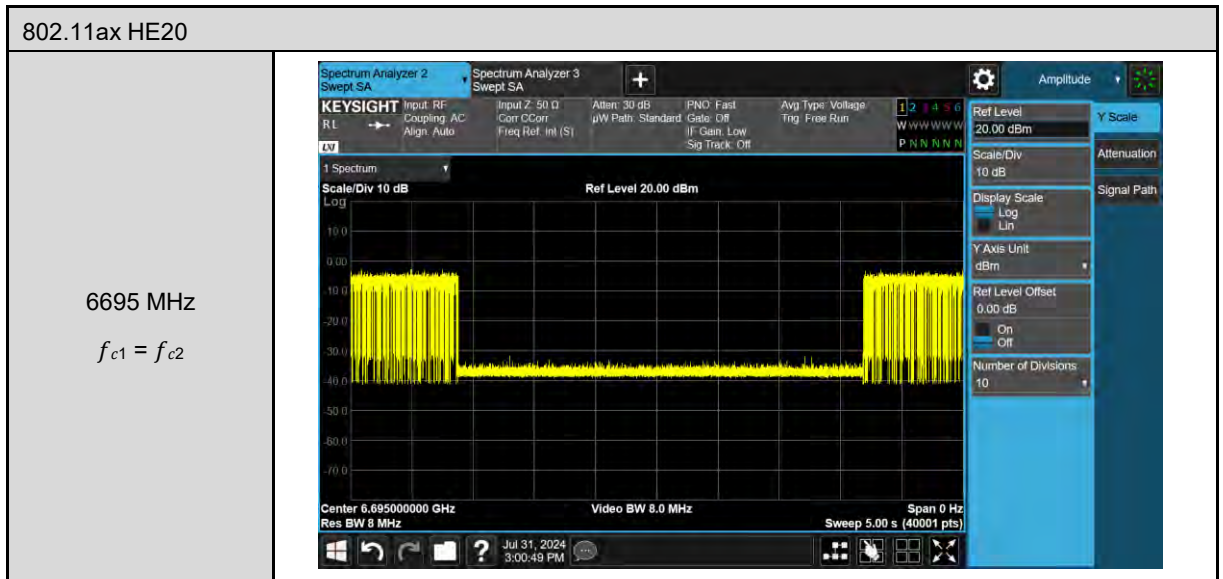 802.11ax HE20
6695 MHz
fc1 = fc2
Spectrum Analyzer 2
Swept SA
Spectrum Analyzer 3
Swept SA
KEYSIGHT
RL
Input: RF
Coupling: AC
Align: Auto
Input Z: 50 Ω
Corr CCorr
Freq Ref: Int (S)
Atten: 30 dB
µW Path: Standard
PNO: Fast
Gate: Off
IF Gain: Low
Sig Track: Off
Avg Type: Voltage
Trig: Free Run
1 2 3 4 5 6
W W W W W W
P N N N N N
LXI
1 Spectrum
Scale/Div 10 dB
Ref Level 20.00 dBm
Log
10.0
0.00
-10.0
-20.0
-30.0
-40.0
-50.0
-60.0
-70.0
Center 6.695000000 GHz
Res BW 8 MHz
Video BW 8.0 MHz
Span 0 Hz
Sweep 5.00 s (40001 pts)
Jul 31, 2024
3:00:49 PM
Amplitude
Ref Level
20.00 dBm
Scale/Div
10 dB
Display Scale
Log
Lin
Y Axis Unit
dBm
Ref Level Offset
0.00 dB
On
Off
Number of Divisions
10
Y Scale
Attenuation
Signal Path